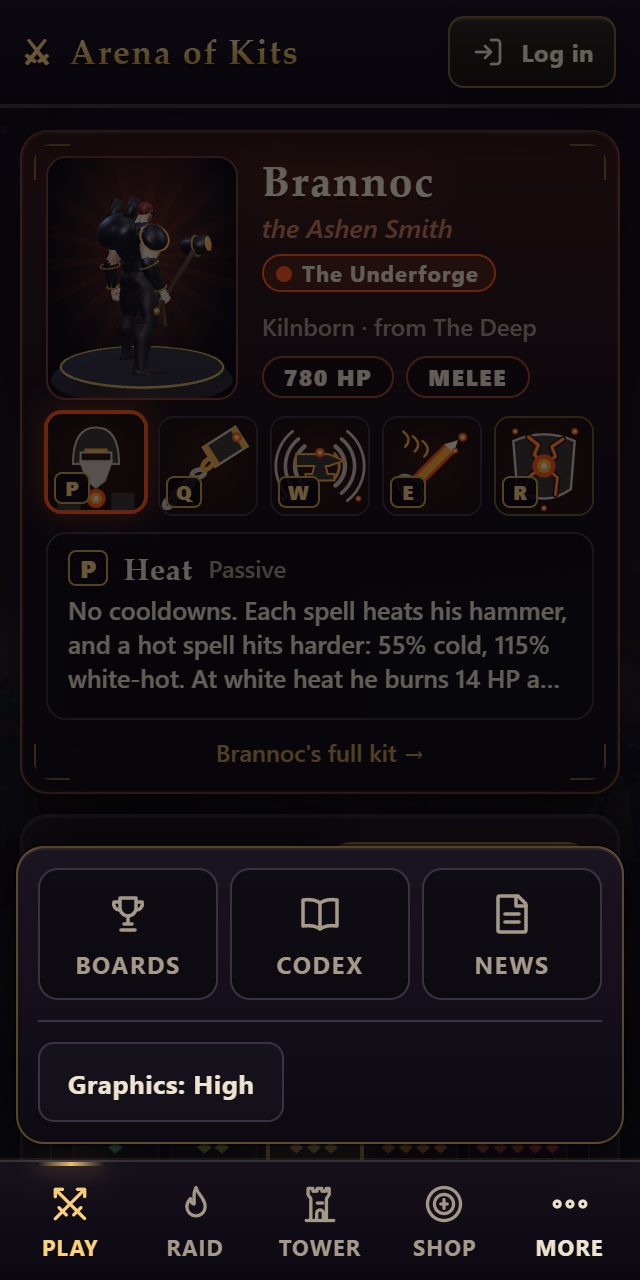 Arena of Kits
Log in
Brannoc
the Ashen Smith
The Underforge
Kilnborn · from The Deep
780 HP
MELEE
P
Q
W
E
R
P Heat Passive
No cooldowns. Each spell heats his hammer,
and a hot spell hits harder: 55% cold, 115%
white-hot. At white heat he burns 14 HP a...
Brannoc's full kit →
BOARDS
CODEX
NEWS
Graphics: High
PLAY
RAID
TOWER
SHOP
MORE